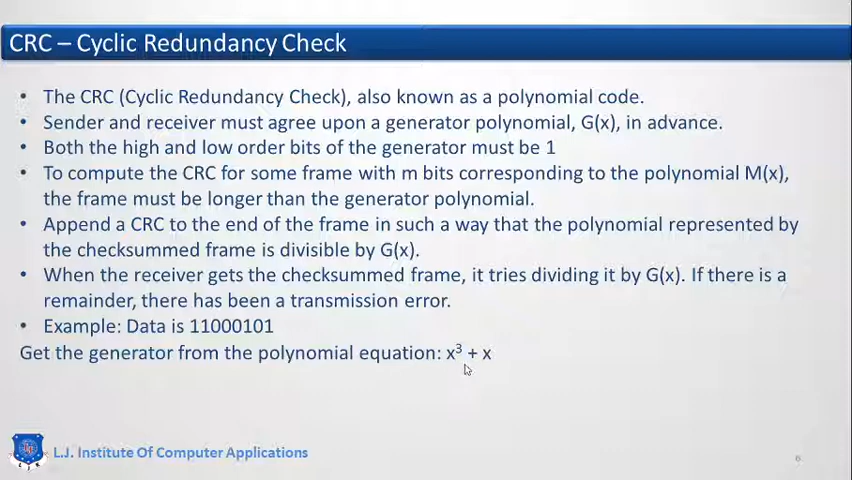 CRC – Cyclic Redundancy Check
• The CRC (Cyclic Redundancy Check), also known as a polynomial code.
• Sender and receiver must agree upon a generator polynomial, G(x), in advance.
• Both the high and low order bits of the generator must be 1
• To compute the CRC for some frame with m bits corresponding to the polynomial M(x),
the frame must be longer than the generator polynomial.
• Append a CRC to the end of the frame in such a way that the polynomial represented by
the checksummed frame is divisible by G(x).
• When the receiver gets the checksummed frame, it tries dividing it by G(x). If there is a
remainder, there has been a transmission error.
• Example: Data is 11000101
Get the generator from the polynomial equation: x³ + x
L.J. Institute Of Computer Applications
6